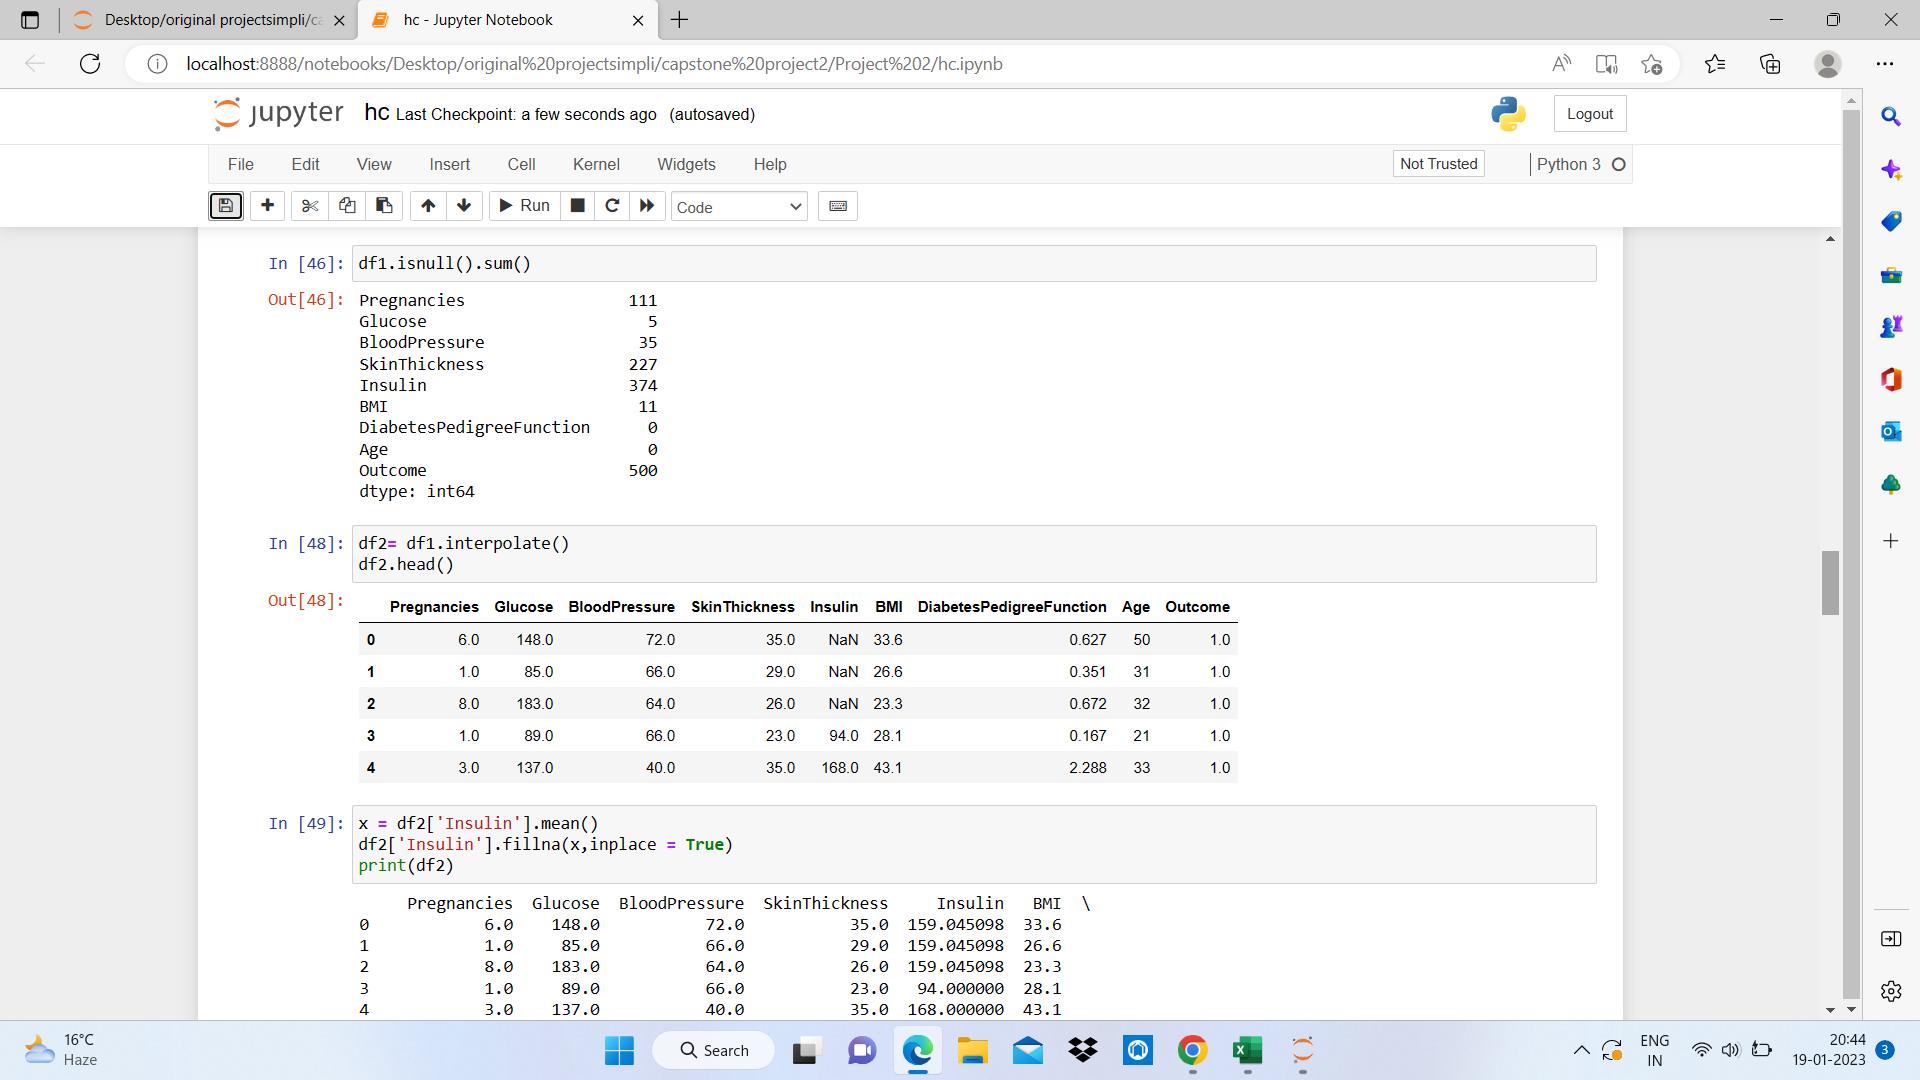 Desktop/original projectsimpli/ca
hc - Jupyter Notebook
localhost:8888/notebooks/Desktop/original%20projectsimpli/capstone%20project2/Project%202/hc.ipynb
jupyter hc Last Checkpoint: a few seconds ago (autosaved)
Logout
File Edit View Insert Cell Kernel Widgets Help
Not Trusted
Python 3
Run
Code
In [46]: df1.isnull().sum()
Out[46]: Pregnancies 111
Glucose 5
BloodPressure 35
SkinThickness 227
Insulin 374
BMI 11
DiabetesPedigreeFunction 0
Age 0
Outcome 500
dtype: int64
In [48]: df2= df1.interpolate()
df2.head()
Out[48]:
Pregnancies Glucose BloodPressure SkinThickness Insulin BMI DiabetesPedigreeFunction Age Outcome
0 6.0 148.0 72.0 35.0 NaN 33.6 0.627 50 1.0
1 1.0 85.0 66.0 29.0 NaN 26.6 0.351 31 1.0
2 8.0 183.0 64.0 26.0 NaN 23.3 0.672 32 1.0
3 1.0 89.0 66.0 23.0 94.0 28.1 0.167 21 1.0
4 3.0 137.0 40.0 35.0 168.0 43.1 2.288 33 1.0
In [49]: x = df2['Insulin'].mean()
df2['Insulin'].fillna(x,inplace = True)
print(df2)
Pregnancies Glucose BloodPressure SkinThickness Insulin BMI \
0 6.0 148.0 72.0 35.0 159.045098 33.6
1 1.0 85.0 66.0 29.0 159.045098 26.6
2 8.0 183.0 64.0 26.0 159.045098 23.3
3 1.0 89.0 66.0 23.0 94.000000 28.1
4 3.0 137.0 40.0 35.0 168.000000 43.1
16°C
Haze
Search
ENG
IN
20:44
19-01-2023
3